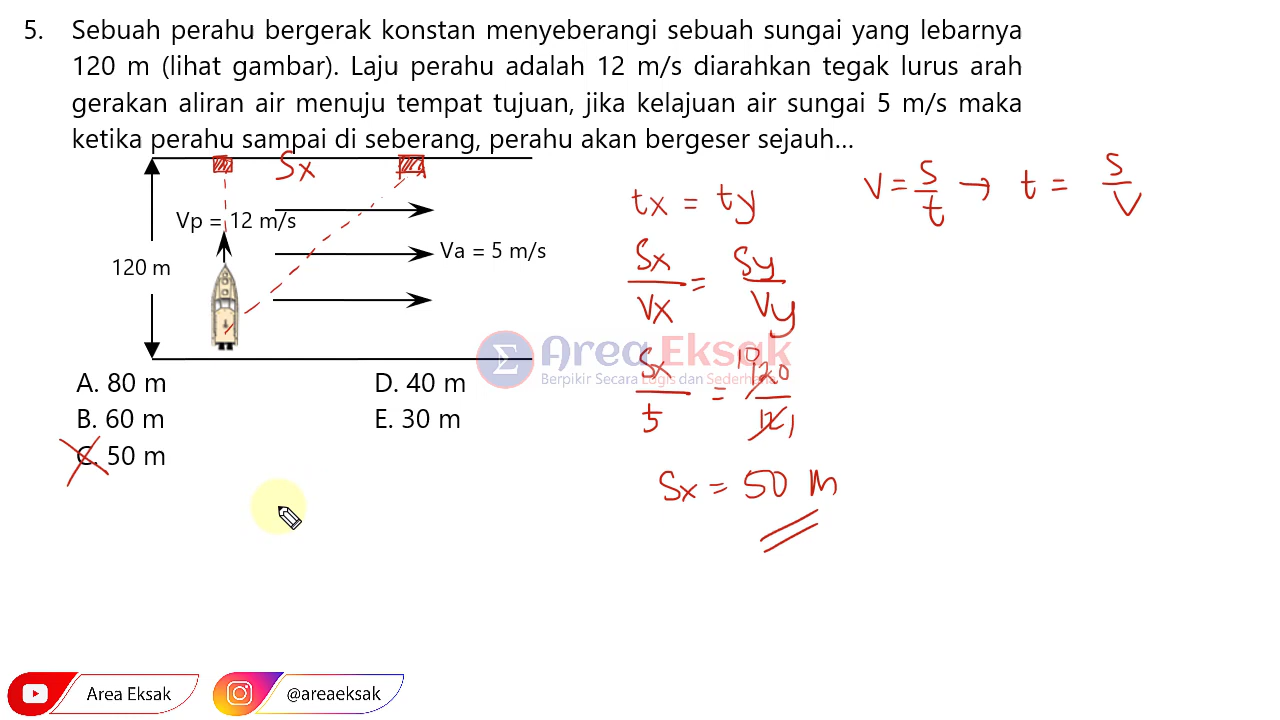 5. Sebuah perahu bergerak konstan menyeberangi sebuah sungai yang lebarnya
120 m (lihat gambar). Laju perahu adalah 12 m/s diarahkan tegak lurus arah
gerakan aliran air menuju tempat tujuan, jika kelajuan air sungai 5 m/s maka
ketika perahu sampai di seberang, perahu akan bergeser sejauh...
Sx
Vp = 12 m/s
Va = 5 m/s
120 m
A. 80 m
B. 60 m
C. 50 m
D. 40 m
E. 30 m
tx = ty
Sx/Vx = Sy/Vy
Sx/5 = 120/12
10
1
Sx = 50 m
V = S/t → t = S/V
Area Eksak
Berpikir Secara Logis dan Sederhana
Area Eksak
@areaeksak